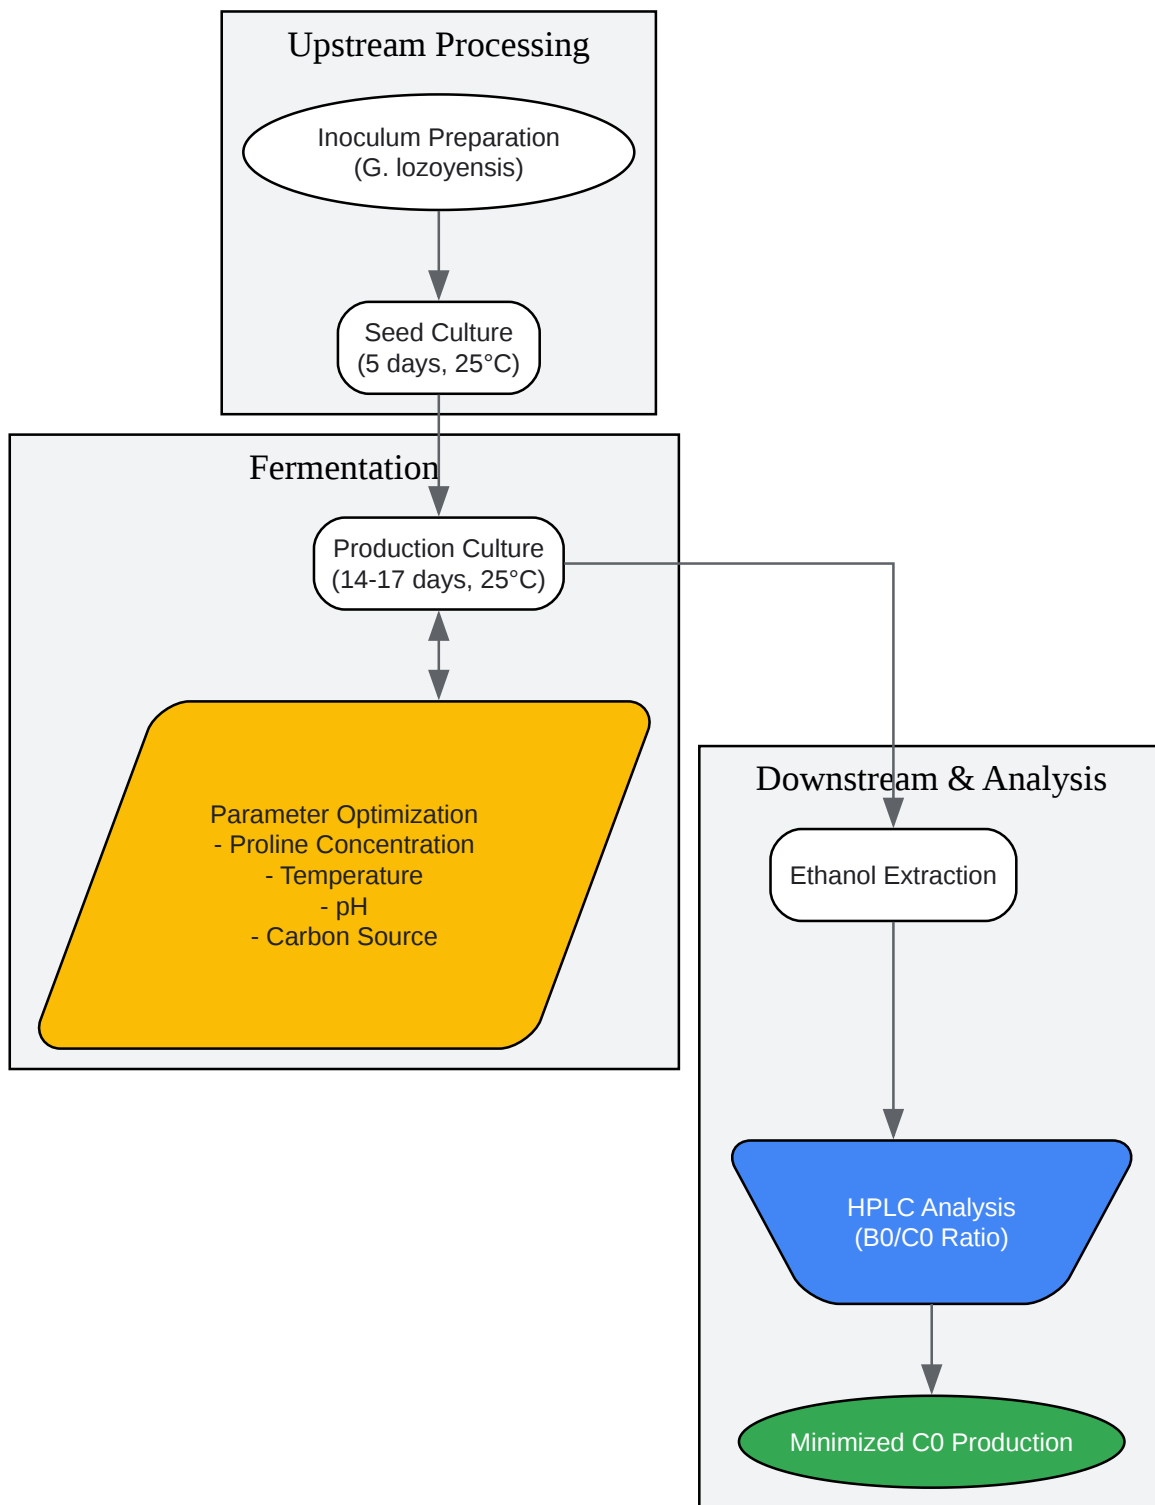 Upstream Processing
Inoculum Preparation
(G. lozoyensis)
Seed Culture
(5 days, 25°C)
Fermentation
Production Culture
(14-17 days, 25°C)
Parameter Optimization
- Proline Concentration
- Temperature
- pH
- Carbon Source
Downstream & Analysis
Ethanol Extraction
HPLC Analysis
(B0/C0 Ratio)
Minimized C0 Production